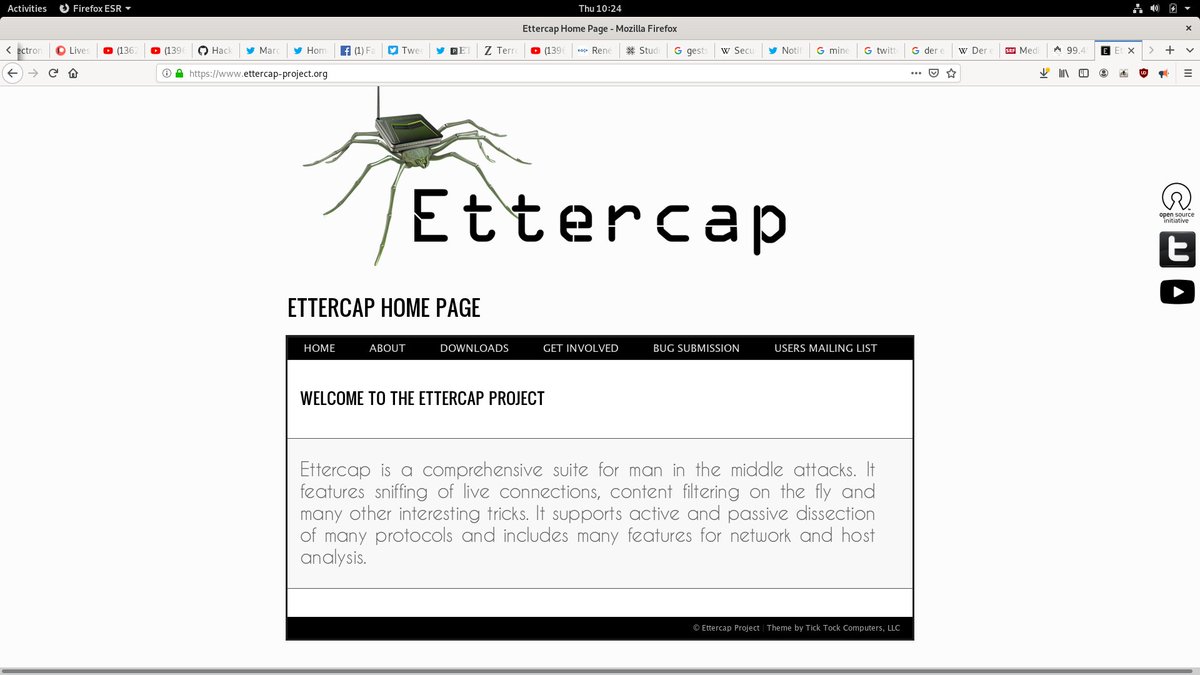 Activities Firefox ESR Thu 10:24
Ettercap Home Page - Mozilla Firefox
ectron Lives (1362 (1396 Hack Marc Hom (1) Fa Twee ET Terro (1396 Rene Studi gest Secu Notifi mine twitt der e Der e Medi 99.4 Et
https://www.ettercap-project.org
Ettercap
open source
initiative
ETTERCAP HOME PAGE
HOME ABOUT DOWNLOADS GET INVOLVED BUG SUBMISSION USERS MAILING LIST
WELCOME TO THE ETTERCAP PROJECT
Ettercap is a comprehensive suite for man in the middle attacks. It
features sniffing of live connections, content filtering on the fly and
many other interesting tricks. It supports active and passive dissection
of many protocols and includes many features for network and host
analysis.
© Ettercap Project | Theme by Tick Tock Computers, LLC